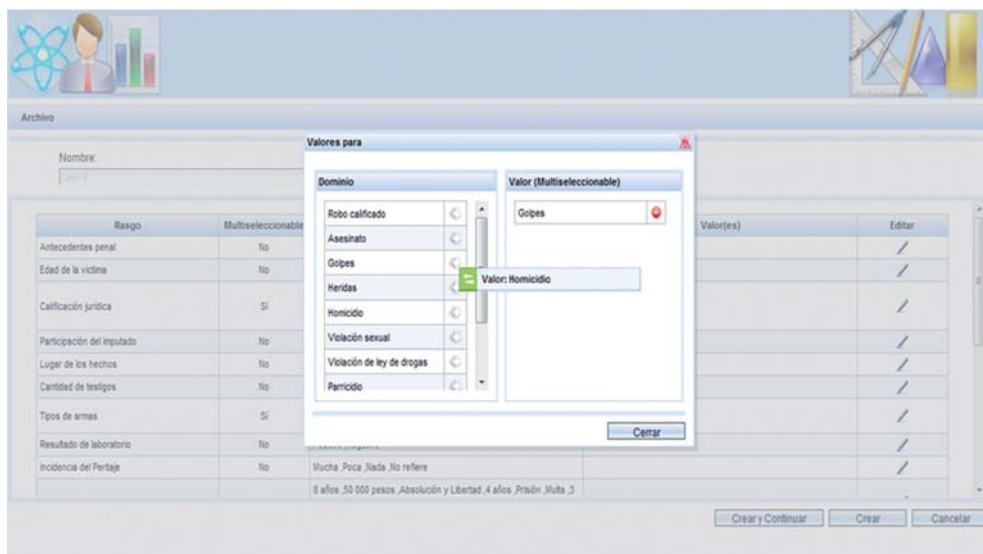 Archivo
Nombre:
Valores para
Dominio
Robo calificado
Asesinato
Golpes
Heridas
Homicidio
Violación sexual
Violación de ley de drogas
Parricidio
Valor (Multiseleccionable)
Golpes
Valor: Homicidio
Cerrar
Rasgo Multiseleccionable Valor(es) Editar
Antecedentes penal No
Edad de la victima No
Calificación jurídica Sí
Participación del imputado No
Lugar de los hechos No
Cantidad de testigos No
Tipos de armas Sí
Resultado de laboratorio No
Incidencia del Peritaje No Mucha ,Poca ,Nada ,No refiere
8 años ,50 000 pesos ,Absolución y Libertad ,4 años ,Prisión ,Multa ,3
Crear y Continuar Crear Cancelar